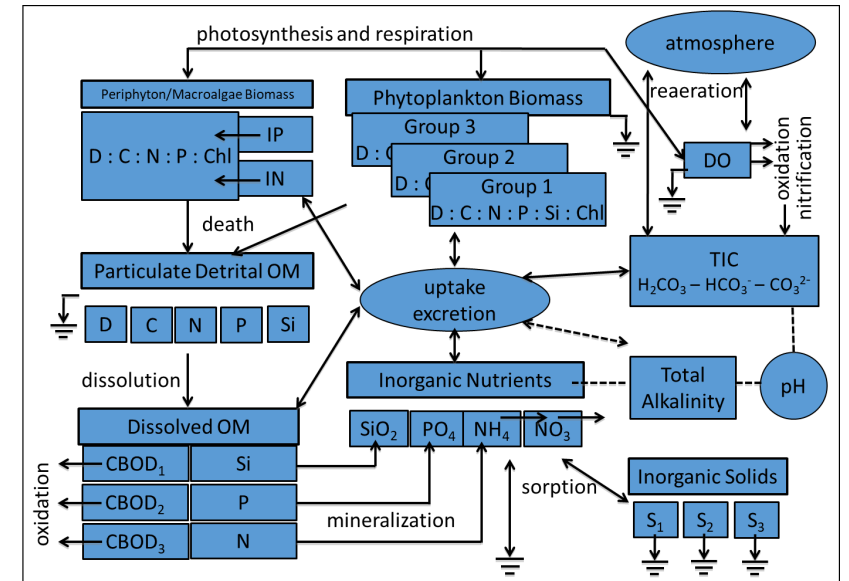 photosynthesis and respiration
atmosphere
Periphyton/Macroalgae Biomass
Phytoplankton Biomass
reaeration
Group 3
D : C
IP
D : C : N : P : Chl
IN
Group 2
D : C
Group 1
D : C : N : P : Si : Chl
DO
oxidation
nitrification
death
Particulate Detrital OM
D
C
N
P
Si
uptake
excretion
TIC
H₂CO₃ – HCO₃⁻ – CO₃²⁻
dissolution
Inorganic Nutrients
Total
Alkalinity
pH
Dissolved OM
SiO₂
PO₄
NH₄
NO₃
oxidation
CBOD₁
Si
CBOD₂
P
CBOD₃
N
mineralization
sorption
Inorganic Solids
S₁
S₂
S₃